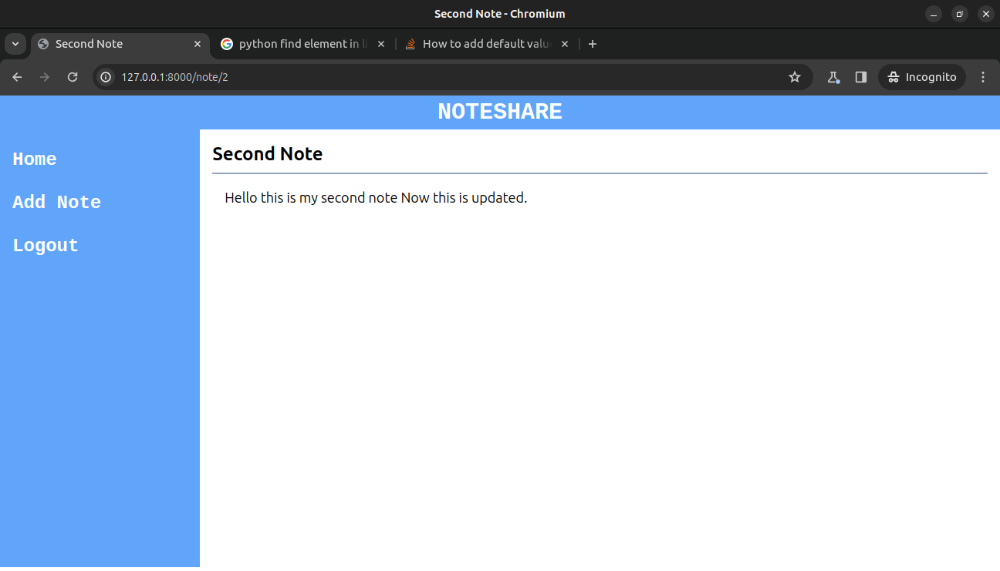 Second Note - Chromium
Second Note
python find element in li
How to add default valu
127.0.0.1:8000/note/2
Incognito
NOTESHARE
Home
Add Note
Logout
Second Note
Hello this is my second note Now this is updated.